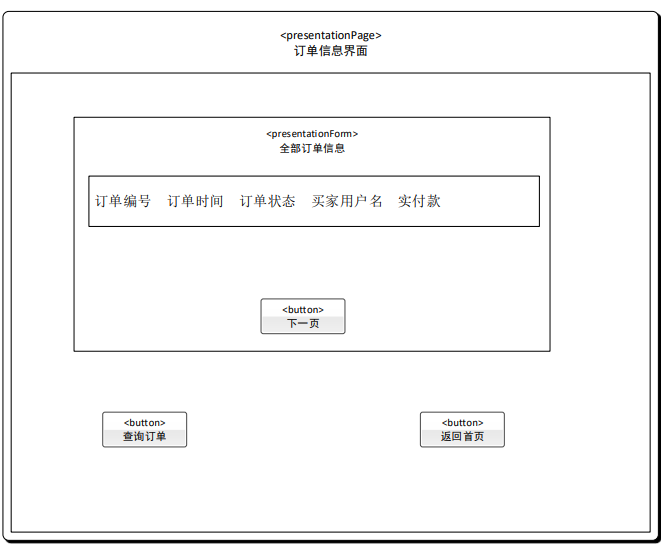 <presentationPage>
订单信息界面
<presentationForm>
全部订单信息
订单编号 订单时间 订单状态 买家用户名 实付款
<button>
下一页
<button>
查询订单
<button>
返回首页